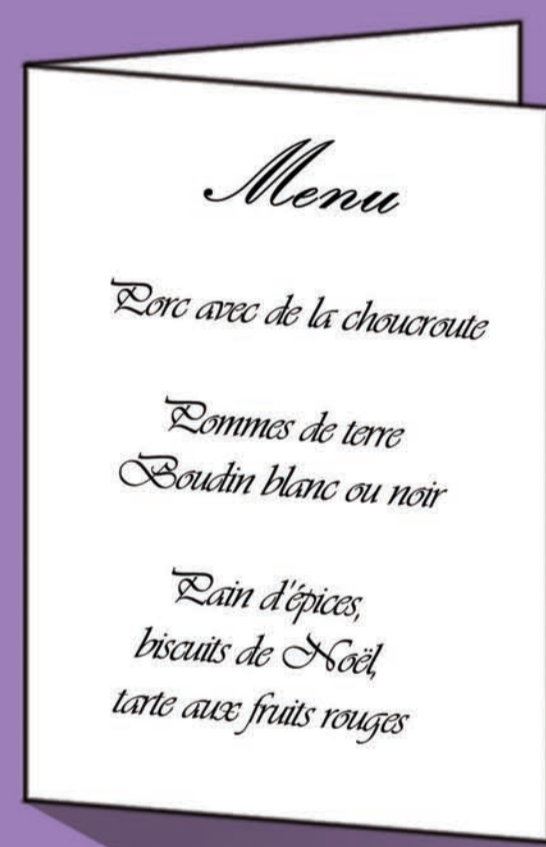 Menu
Porc avec de la choucroute
Pommes de terre
Boudin blanc ou noir
Pain d'épices,
biscuits de Noël,
tarte aux fruits rouges